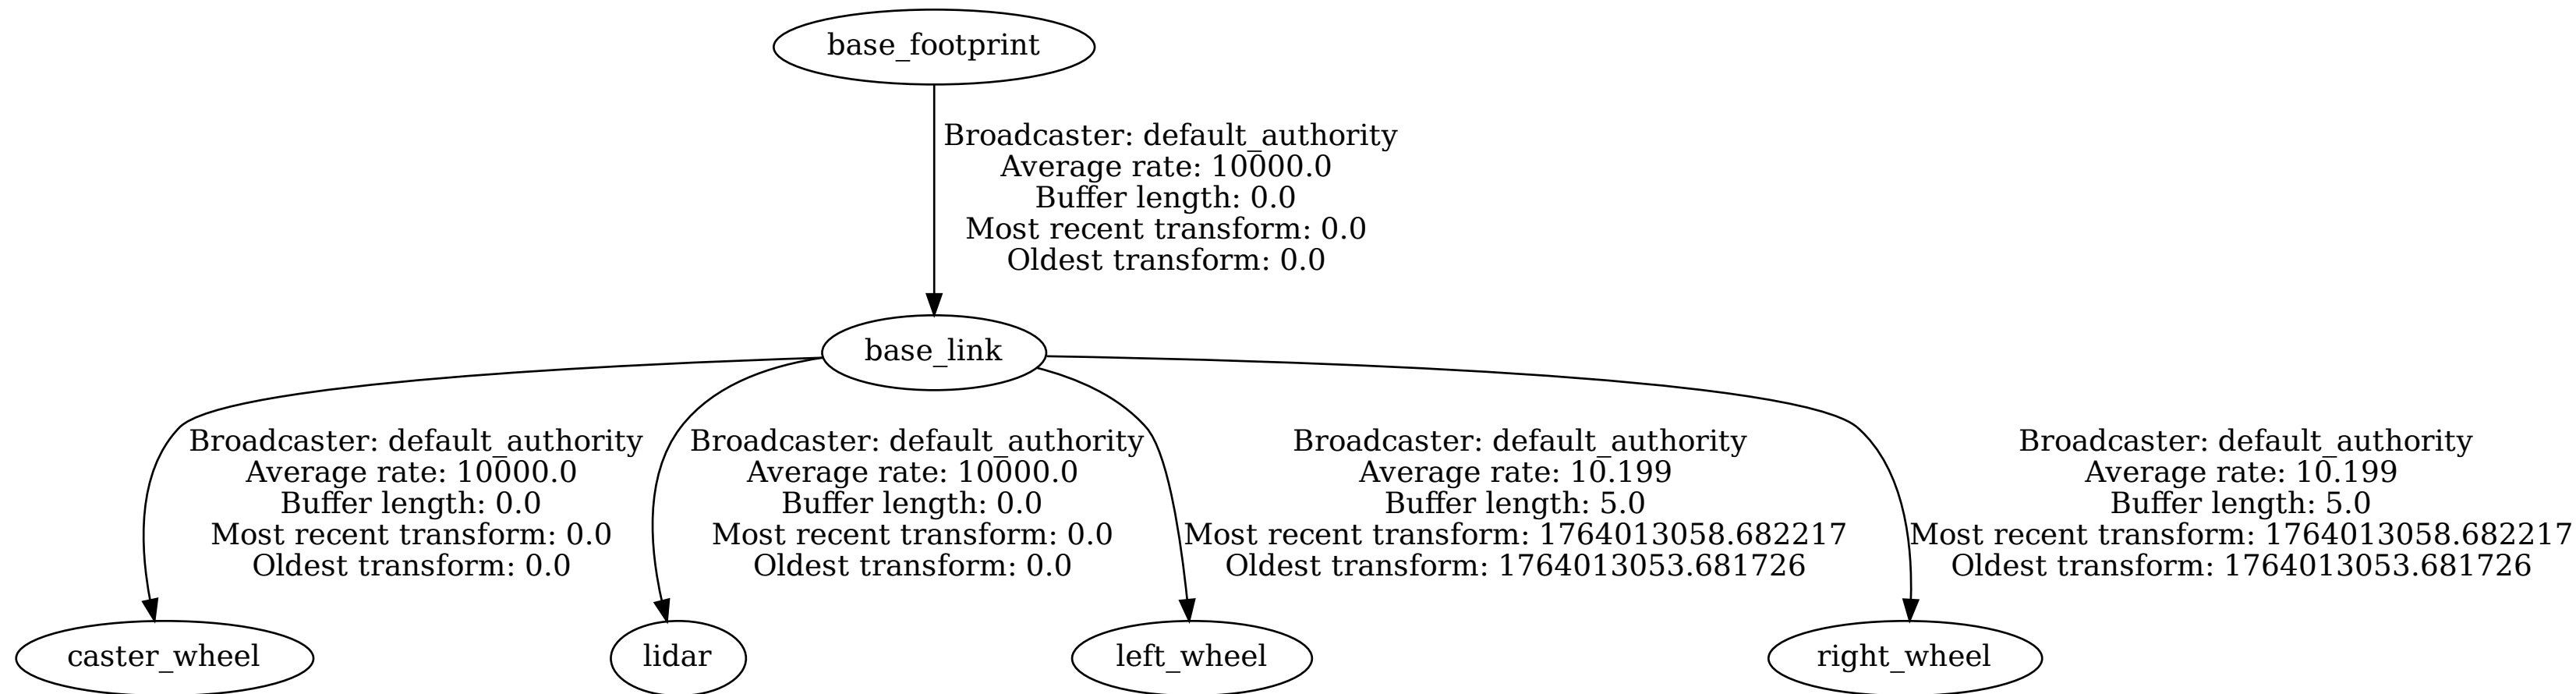 base_footprint
Broadcaster: default_authority
Average rate: 10000.0
Buffer length: 0.0
Most recent transform: 0.0
Oldest transform: 0.0
base_link
Broadcaster: default_authority
Average rate: 10000.0
Buffer length: 0.0
Most recent transform: 0.0
Oldest transform: 0.0
Broadcaster: default_authority
Average rate: 10000.0
Buffer length: 0.0
Most recent transform: 0.0
Oldest transform: 0.0
Broadcaster: default_authority
Average rate: 10.199
Buffer length: 5.0
Most recent transform: 1764013058.682217
Oldest transform: 1764013053.681726
Broadcaster: default_authority
Average rate: 10.199
Buffer length: 5.0
Most recent transform: 1764013058.682217
Oldest transform: 1764013053.681726
caster_wheel
lidar
left_wheel
right_wheel